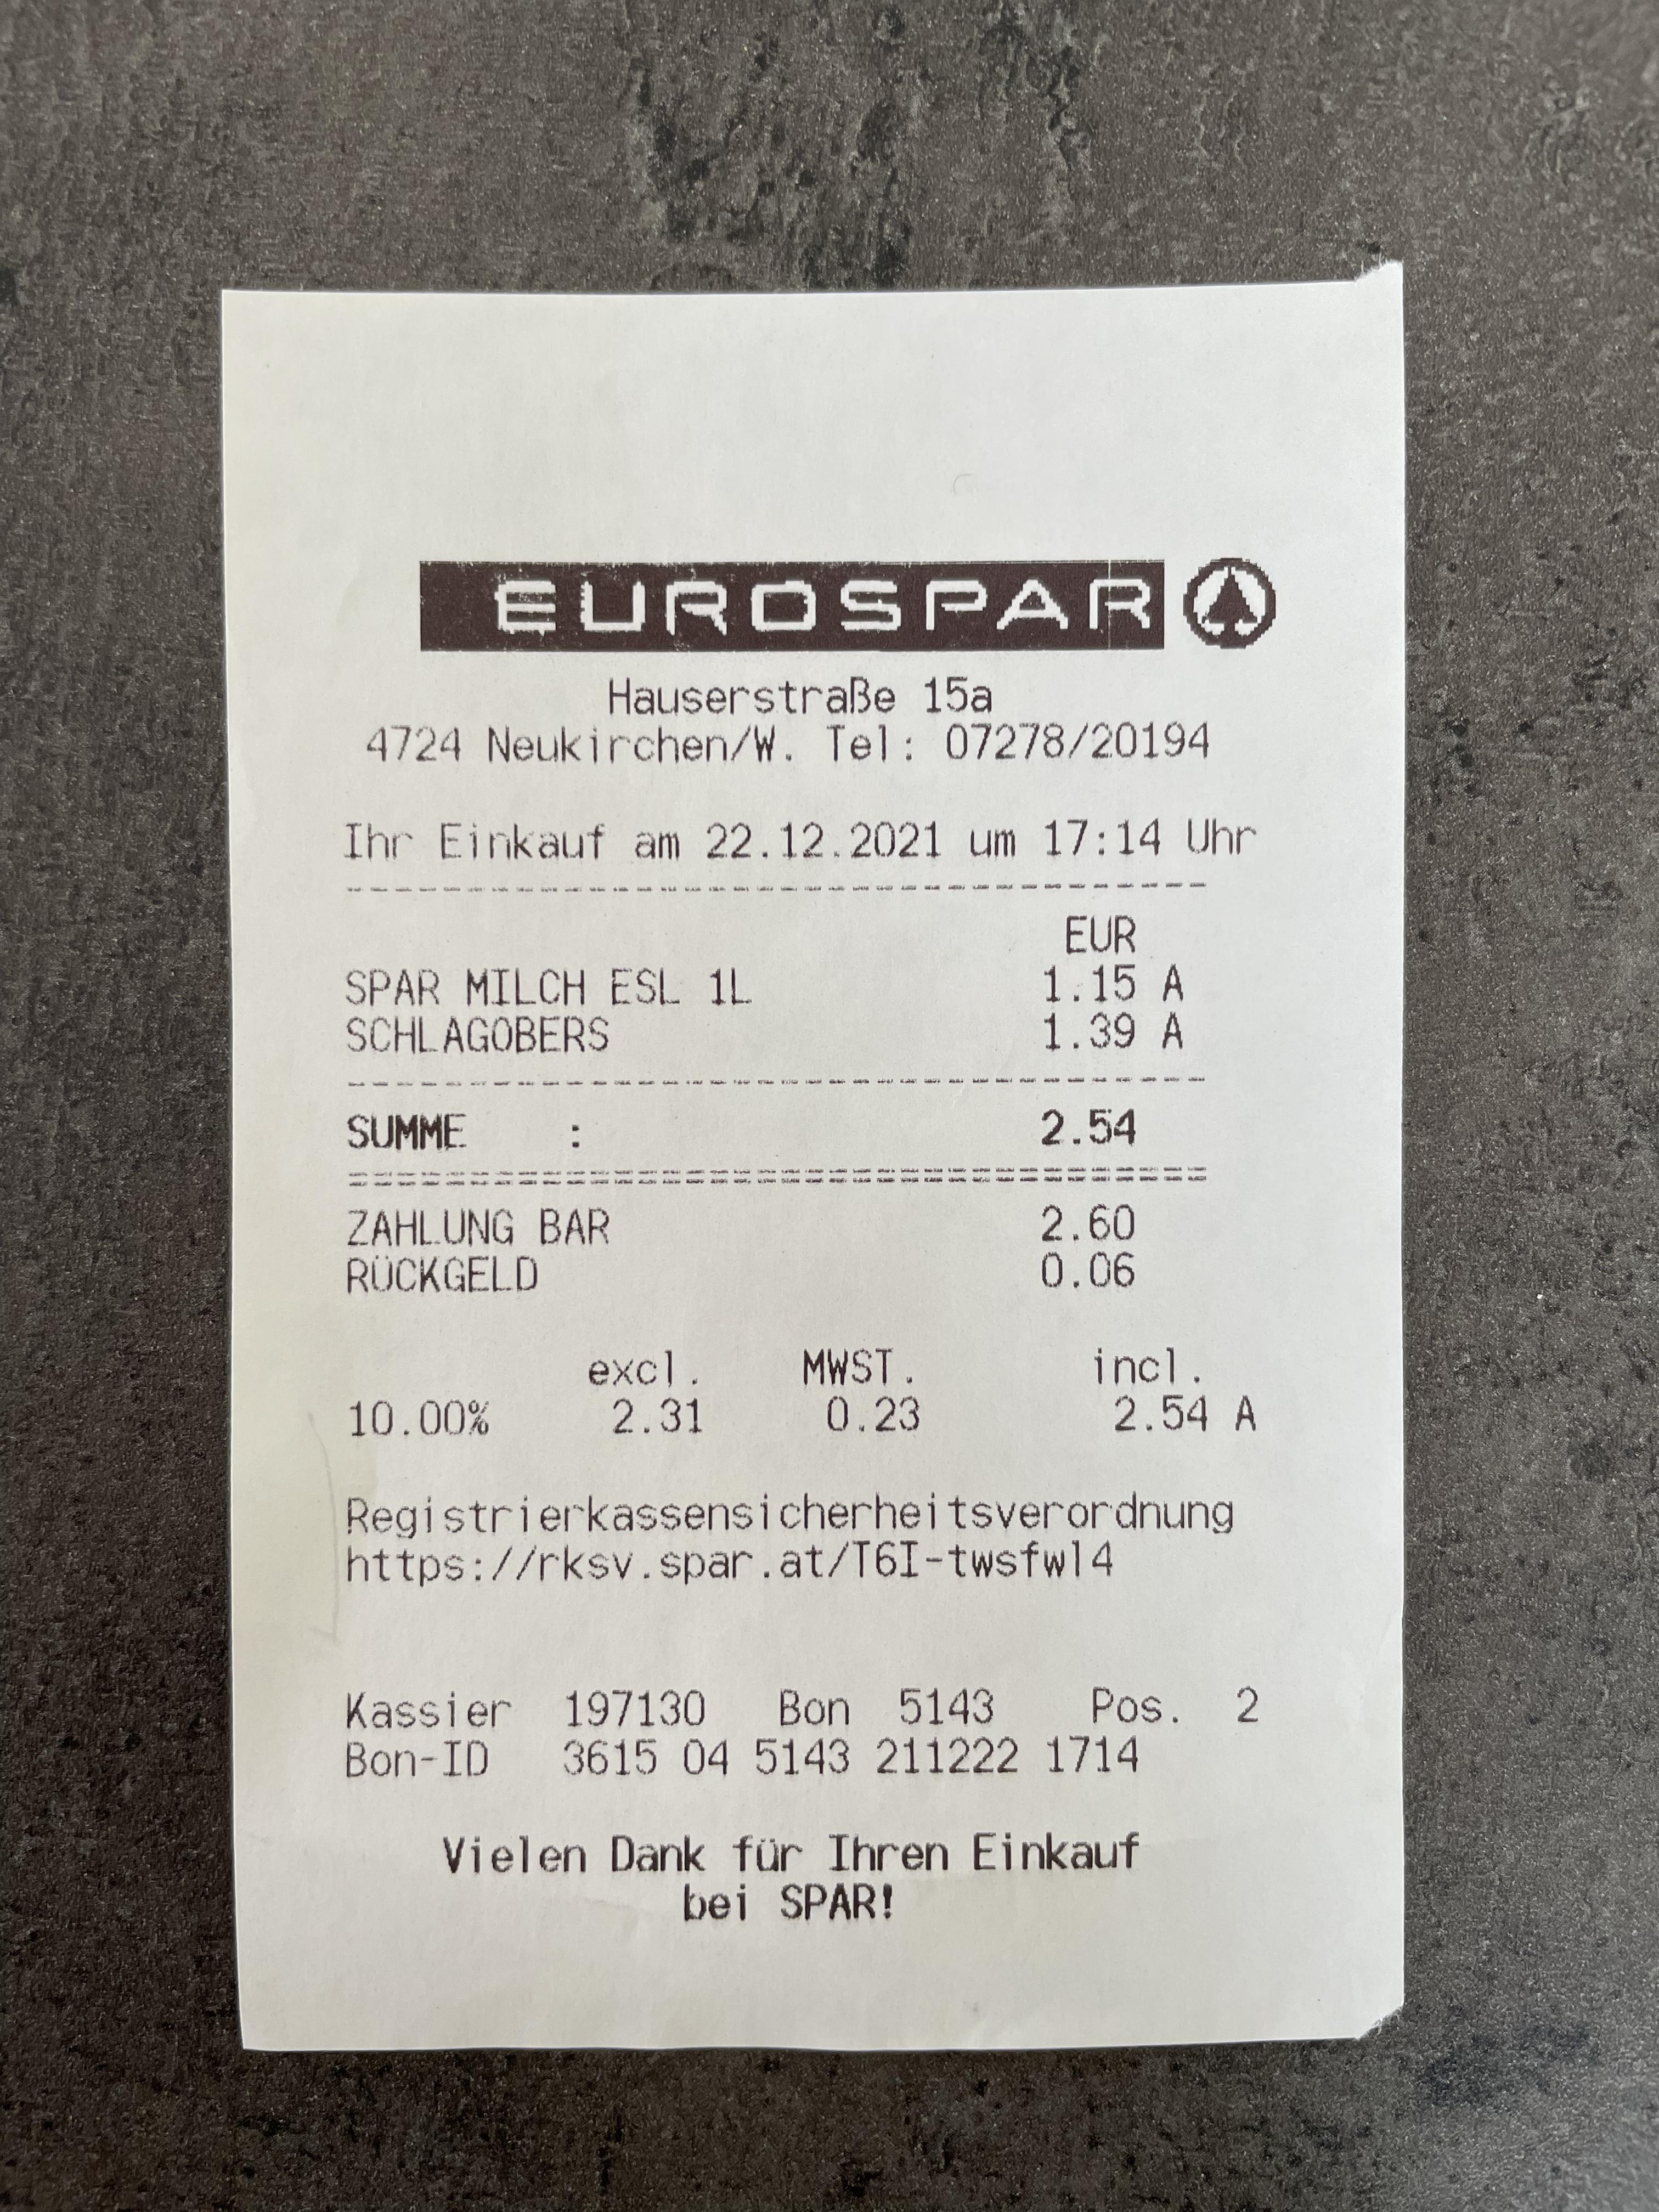 EUROSPAR
Hauserstraße 15a
4724 Neukirchen/W. Tel: 07278/20194
Ihr Einkauf am 22.12.2021 um 17:14 Uhr
EUR
SPAR MILCH ESL 1L 1.15 A
SCHLAGOBERS 1.39 A
SUMME : 2.54
ZAHLUNG BAR 2.60
RÜCKGELD 0.06
excl. MWST. incl.
10.00% 2.31 0.23 2.54 A
Registrierkassensicherheitsverordnung
https://rksv.spar.at/T6I-twsfwl4
Kassier 197130 Bon 5143 Pos. 2
Bon-ID 3615 04 5143 211222 1714
Vielen Dank für Ihren Einkauf
bei SPAR!